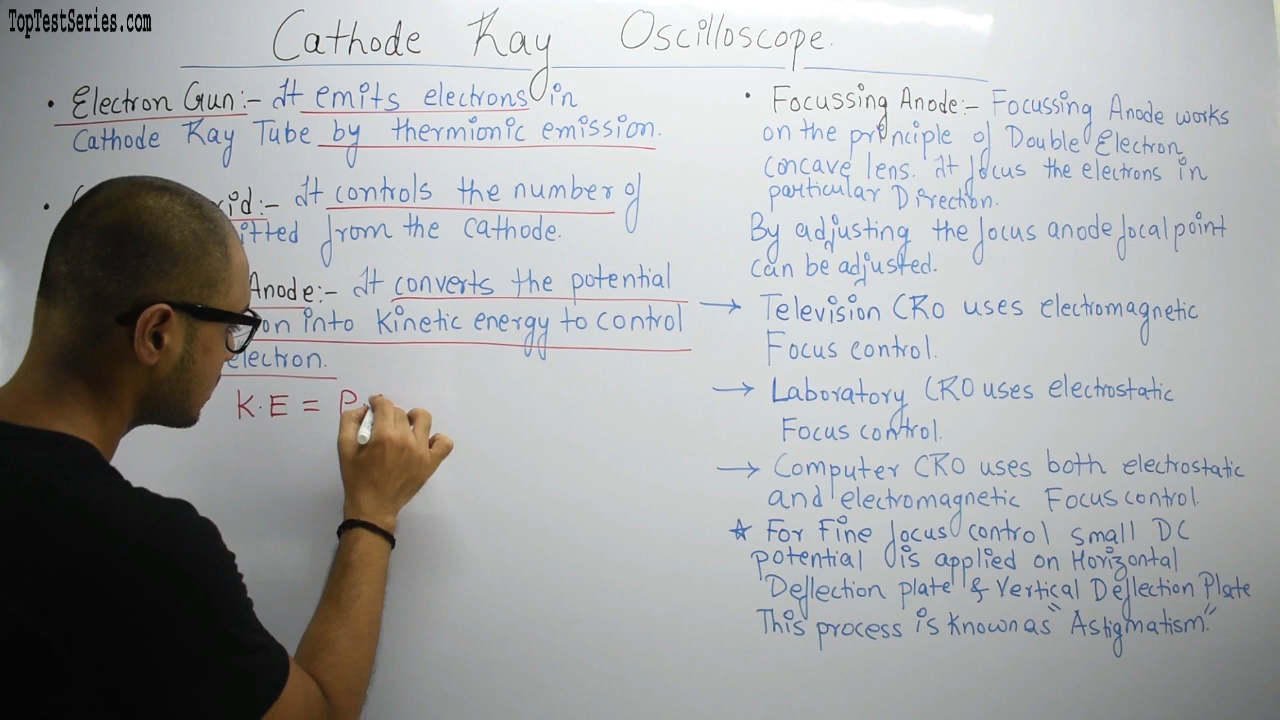 TopTestSeries.com
Cathode Ray Oscilloscope.
• Electron Gun:- It emits electrons in
Cathode Ray Tube by thermionic emission.
• It controls the number of
from the cathode.
Anode:- It converts the potential
into kinetic energy to control
electron.
K.E = P.
• Focussing Anode:- Focussing Anode works
on the principle of Double Electron
concave lens. It focus the electrons in
particular Direction.
By adjusting the focus anode focal point
can be adjusted.
→ Television CRO uses electromagnetic
Focus control.
→ Laboratory CRO uses electrostatic
Focus control.
→ Computer CRO uses both electrostatic
and electromagnetic Focus control.
★ For Fine focus control small DC
potential is applied on Horizontal
Deflection plate & Vertical Deflection Plate
This process is known as "Astigmatism."